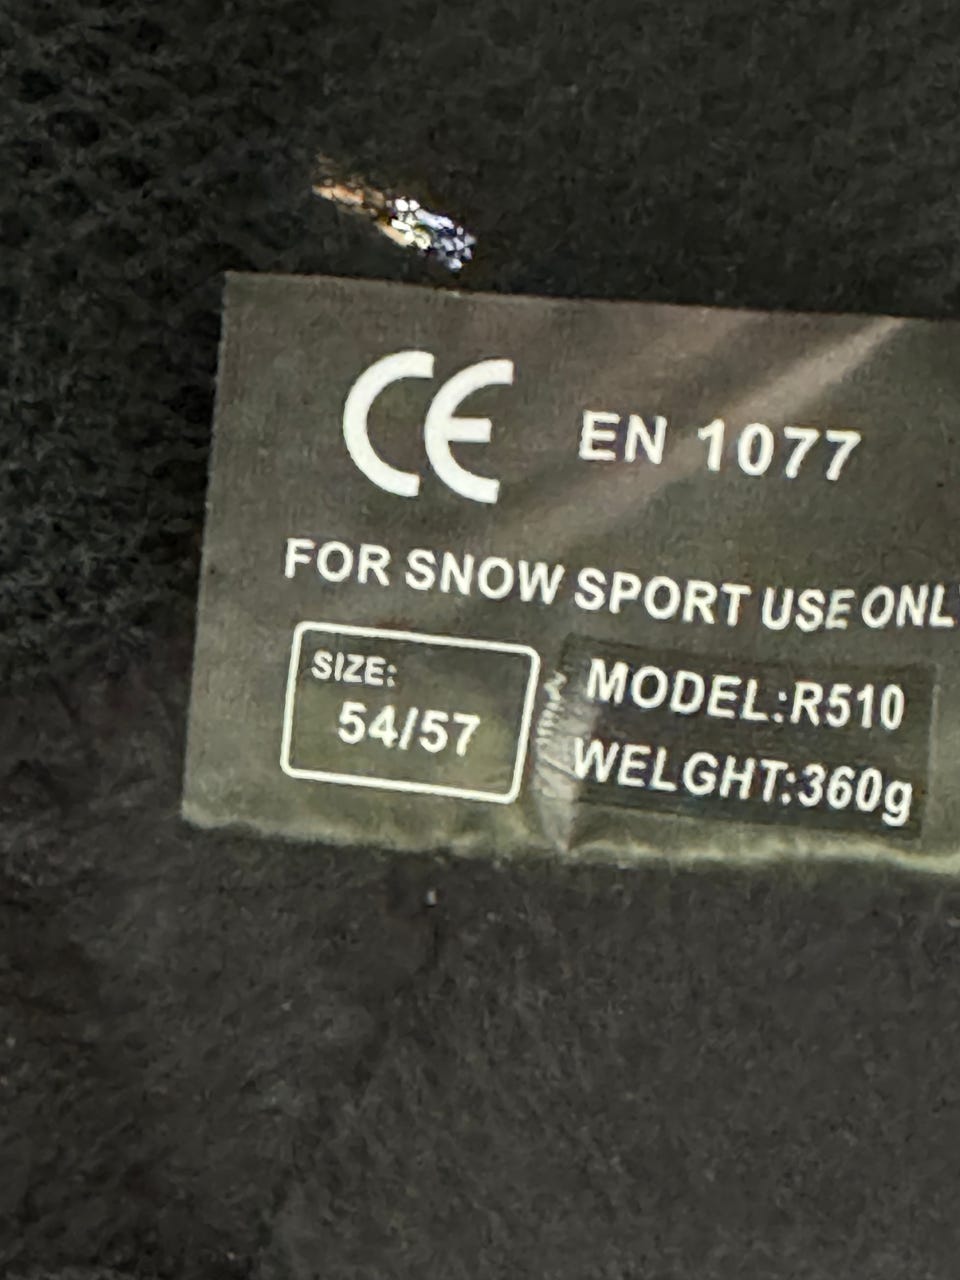 CE EN 1077
FOR SNOW SPORT USE ONL
SIZE:
54/57
MODEL:R510
WELGHT:360g